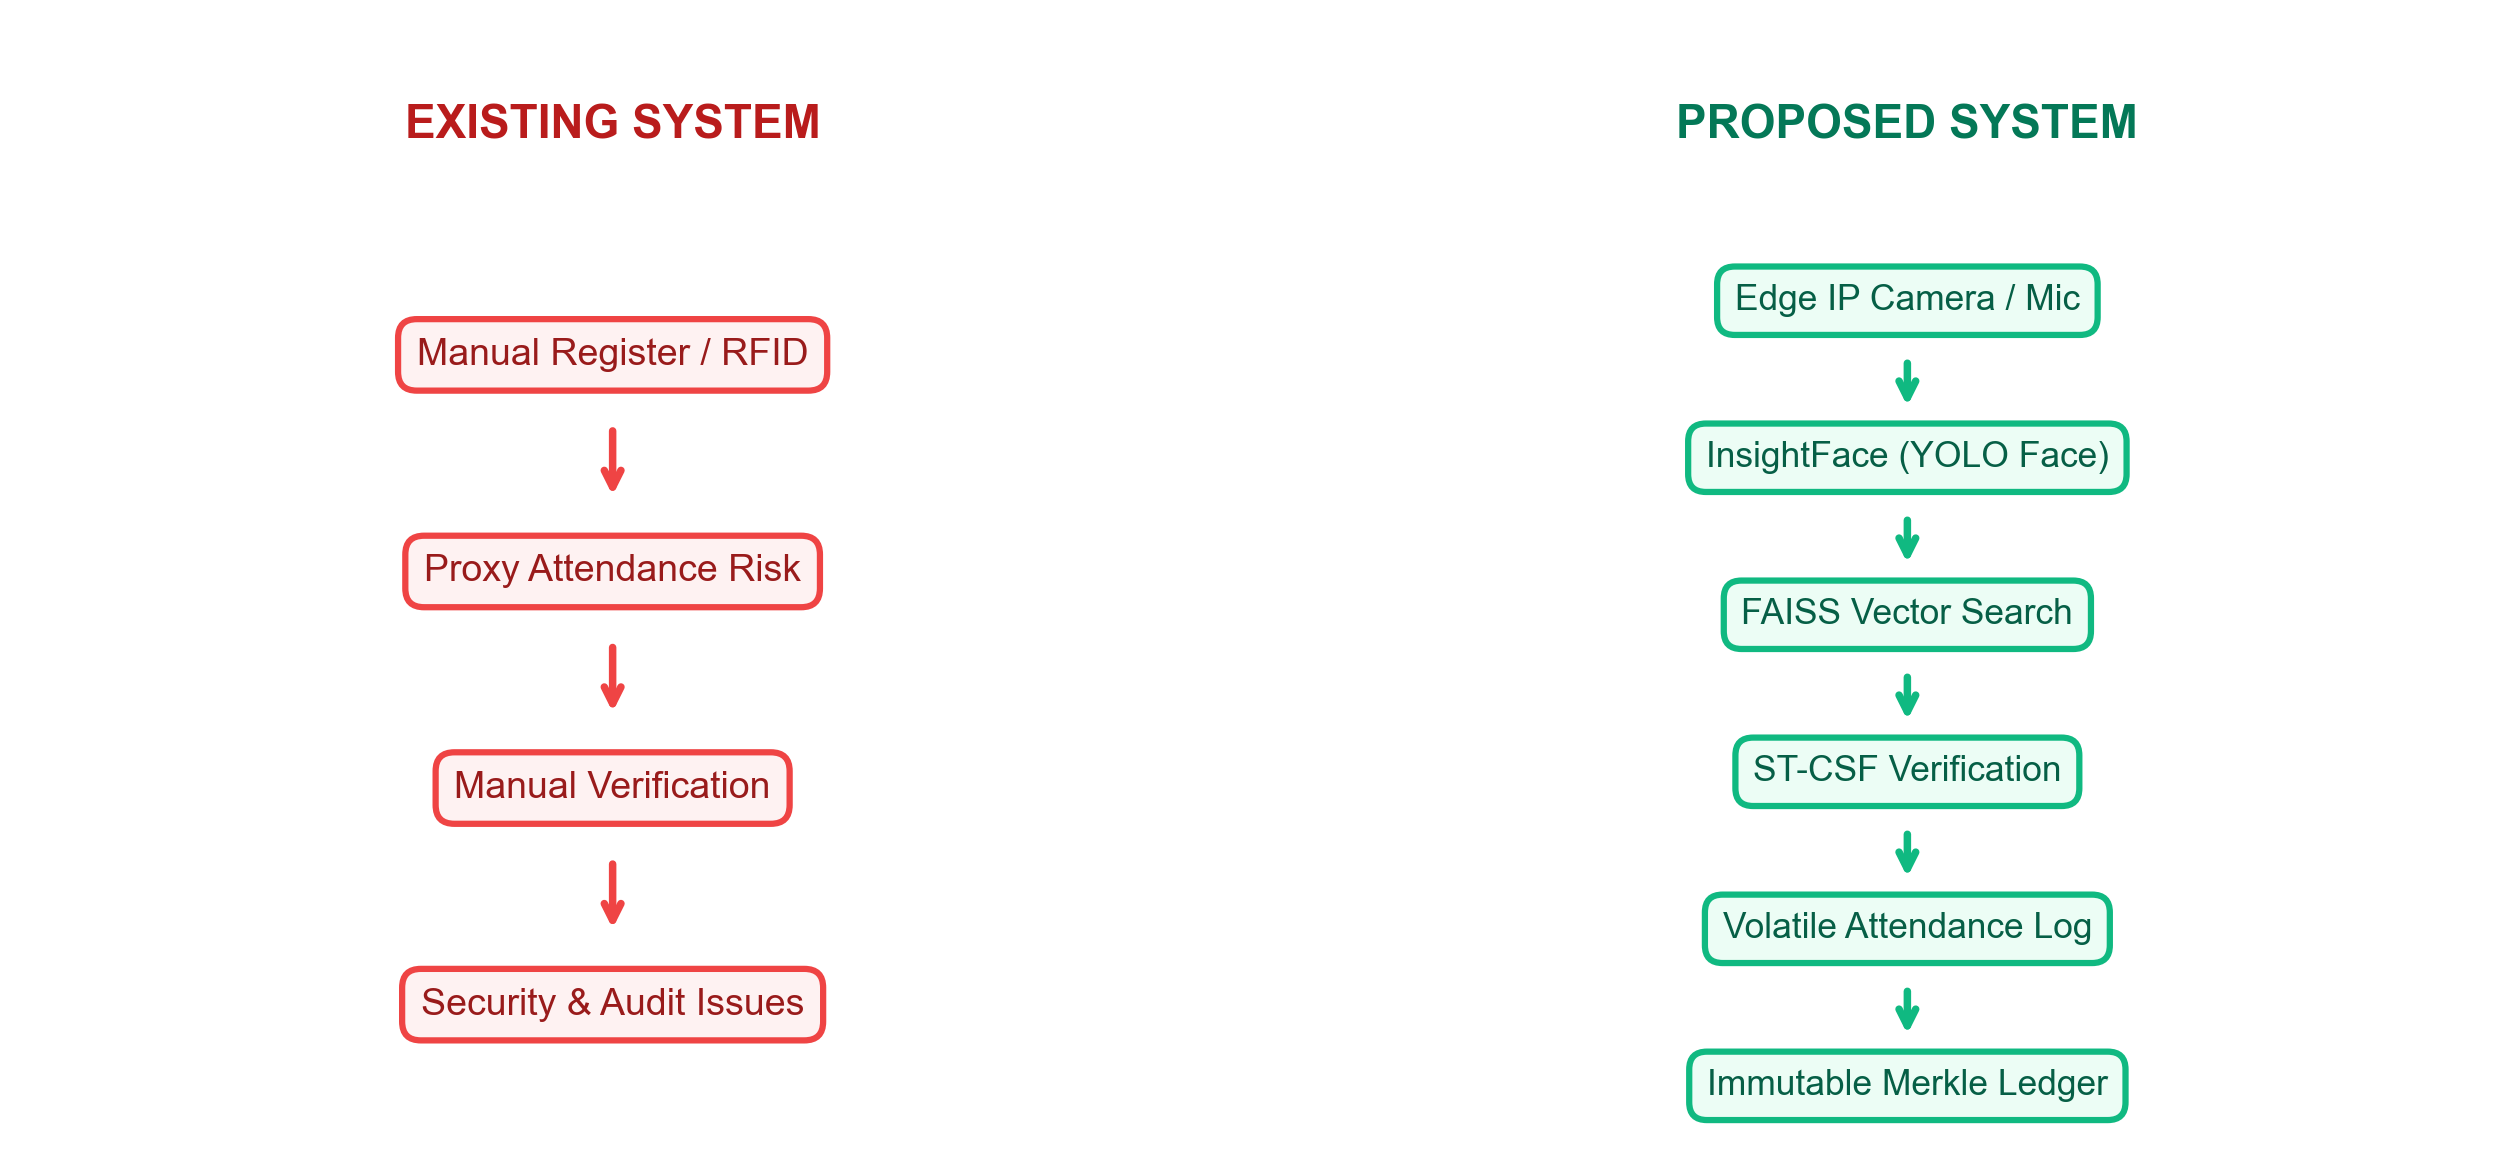 EXISTING SYSTEM
Manual Register / RFID
Proxy Attendance Risk
Manual Verification
Security & Audit Issues
PROPOSED SYSTEM
Edge IP Camera / Mic
InsightFace (YOLO Face)
FAISS Vector Search
ST-CSF Verification
Volatile Attendance Log
Immutable Merkle Ledger